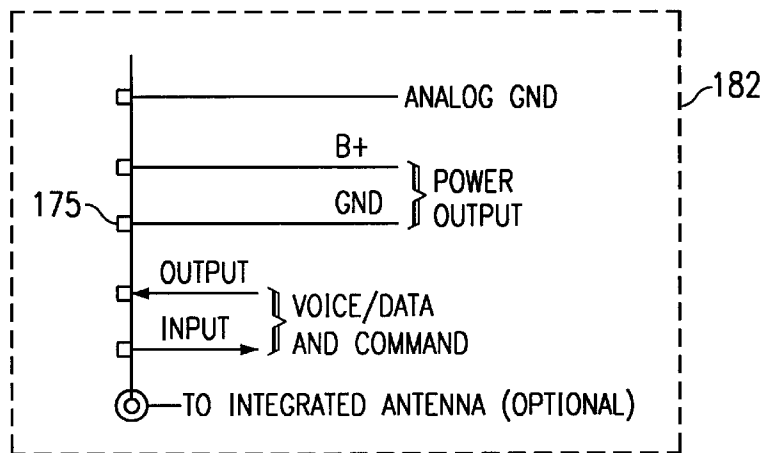 ANALOG GND
182
B+
POWER
OUTPUT
175
GND
OUTPUT
VOICE/DATA
AND COMMAND
INPUT
TO INTEGRATED ANTENNA (OPTIONAL)